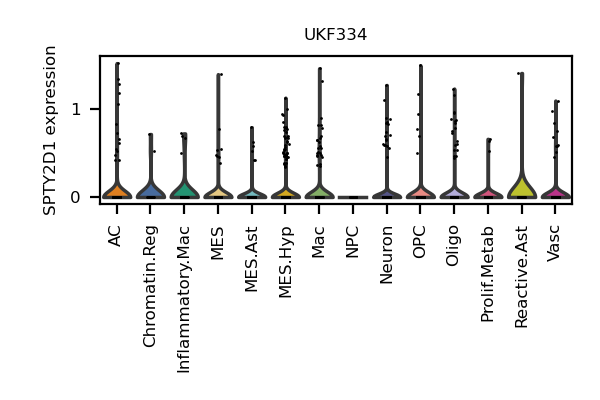 UKF334
SPTY2D1 expression
1
0
AC
Chromatin.Reg
Inflammatory.Mac
MES
MES.Ast
MES.Hyp
Mac
NPC
Neuron
OPC
Oligo
Prolif.Metab
Reactive.Ast
Vasc